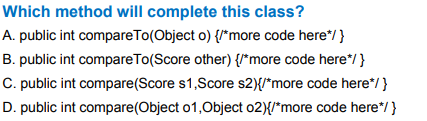 Which method will complete this class?
A. public int compareTo(Object o) {/*more code here*/ }
B. public int compareTo(Score other) {/*more code here*/ }
C. public int compare(Score s1,Score s2){/*more code here*/ }
D. public int compare(Object o1,Object o2){/*more code here*/ }